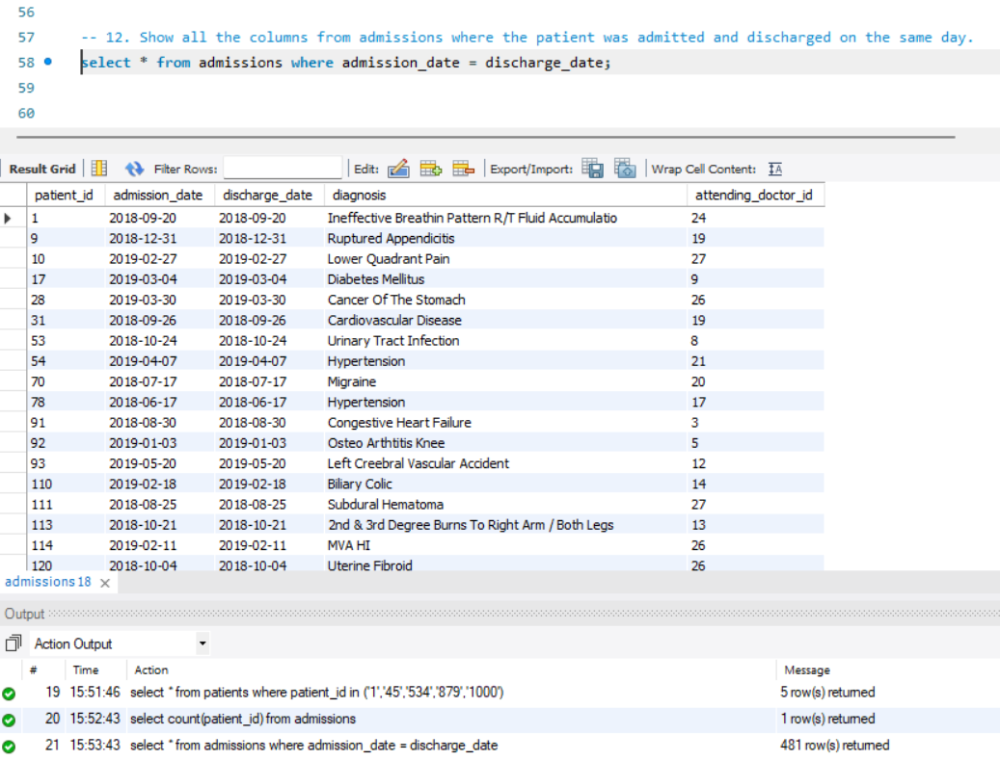 56
57 -- 12. Show all the columns from admissions where the patient was admitted and discharged on the same day.
58 select * from admissions where admission_date = discharge_date;
59
60
Result Grid Filter Rows: Edit: Export/Import: Wrap Cell Content: IA
patient_id admission_date discharge_date diagnosis attending_doctor_id
1 2018-09-20 2018-09-20 Ineffective Breathin Pattern R/T Fluid Accumulatio 24
9 2018-12-31 2018-12-31 Ruptured Appendicitis 19
10 2019-02-27 2019-02-27 Lower Quadrant Pain 27
17 2019-03-04 2019-03-04 Diabetes Mellitus 9
28 2019-03-30 2019-03-30 Cancer Of The Stomach 26
31 2018-09-26 2018-09-26 Cardiovascular Disease 19
53 2018-10-24 2018-10-24 Urinary Tract Infection 8
54 2019-04-07 2019-04-07 Hypertension 21
70 2018-07-17 2018-07-17 Migraine 20
78 2018-06-17 2018-06-17 Hypertension 17
91 2018-08-30 2018-08-30 Congestive Heart Failure 3
92 2019-01-03 2019-01-03 Osteo Arthtitis Knee 5
93 2019-05-20 2019-05-20 Left Creebral Vascular Accident 12
110 2019-02-18 2019-02-18 Biliary Colic 14
111 2018-08-25 2018-08-25 Subdural Hematoma 27
113 2018-10-21 2018-10-21 2nd & 3rd Degree Burns To Right Arm / Both Legs 13
114 2019-02-11 2019-02-11 MVA HI 26
120 2018-10-04 2018-10-04 Uterine Fibroid 26
admissions 18
Output
Action Output
# Time Action Message
19 15:51:46 select * from patients where patient_id in ('1','45','534','879','1000') 5 row(s) returned
20 15:52:43 select count(patient_id) from admissions 1 row(s) returned
21 15:53:43 select * from admissions where admission_date = discharge_date 481 row(s) returned